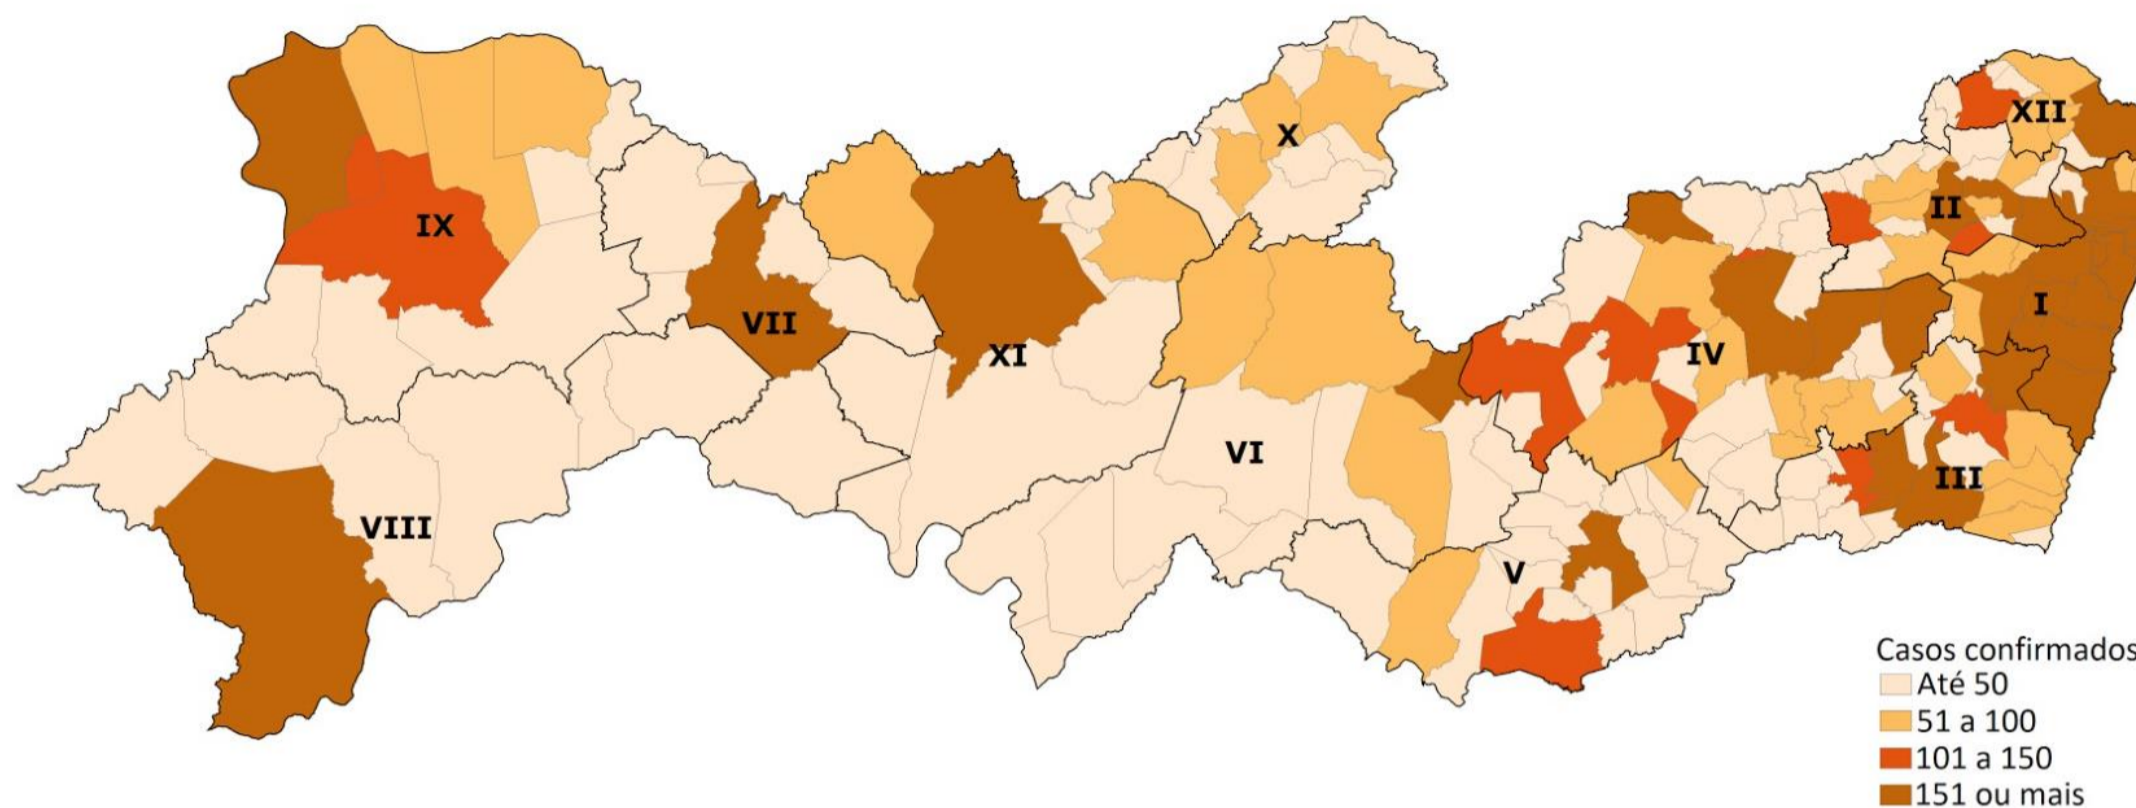 X
XII
IX
II
VII
XI
I
IV
VI
III
VIII
V
Casos confirmados
Até 50
51 a 100
101 a 150
151 ou mais